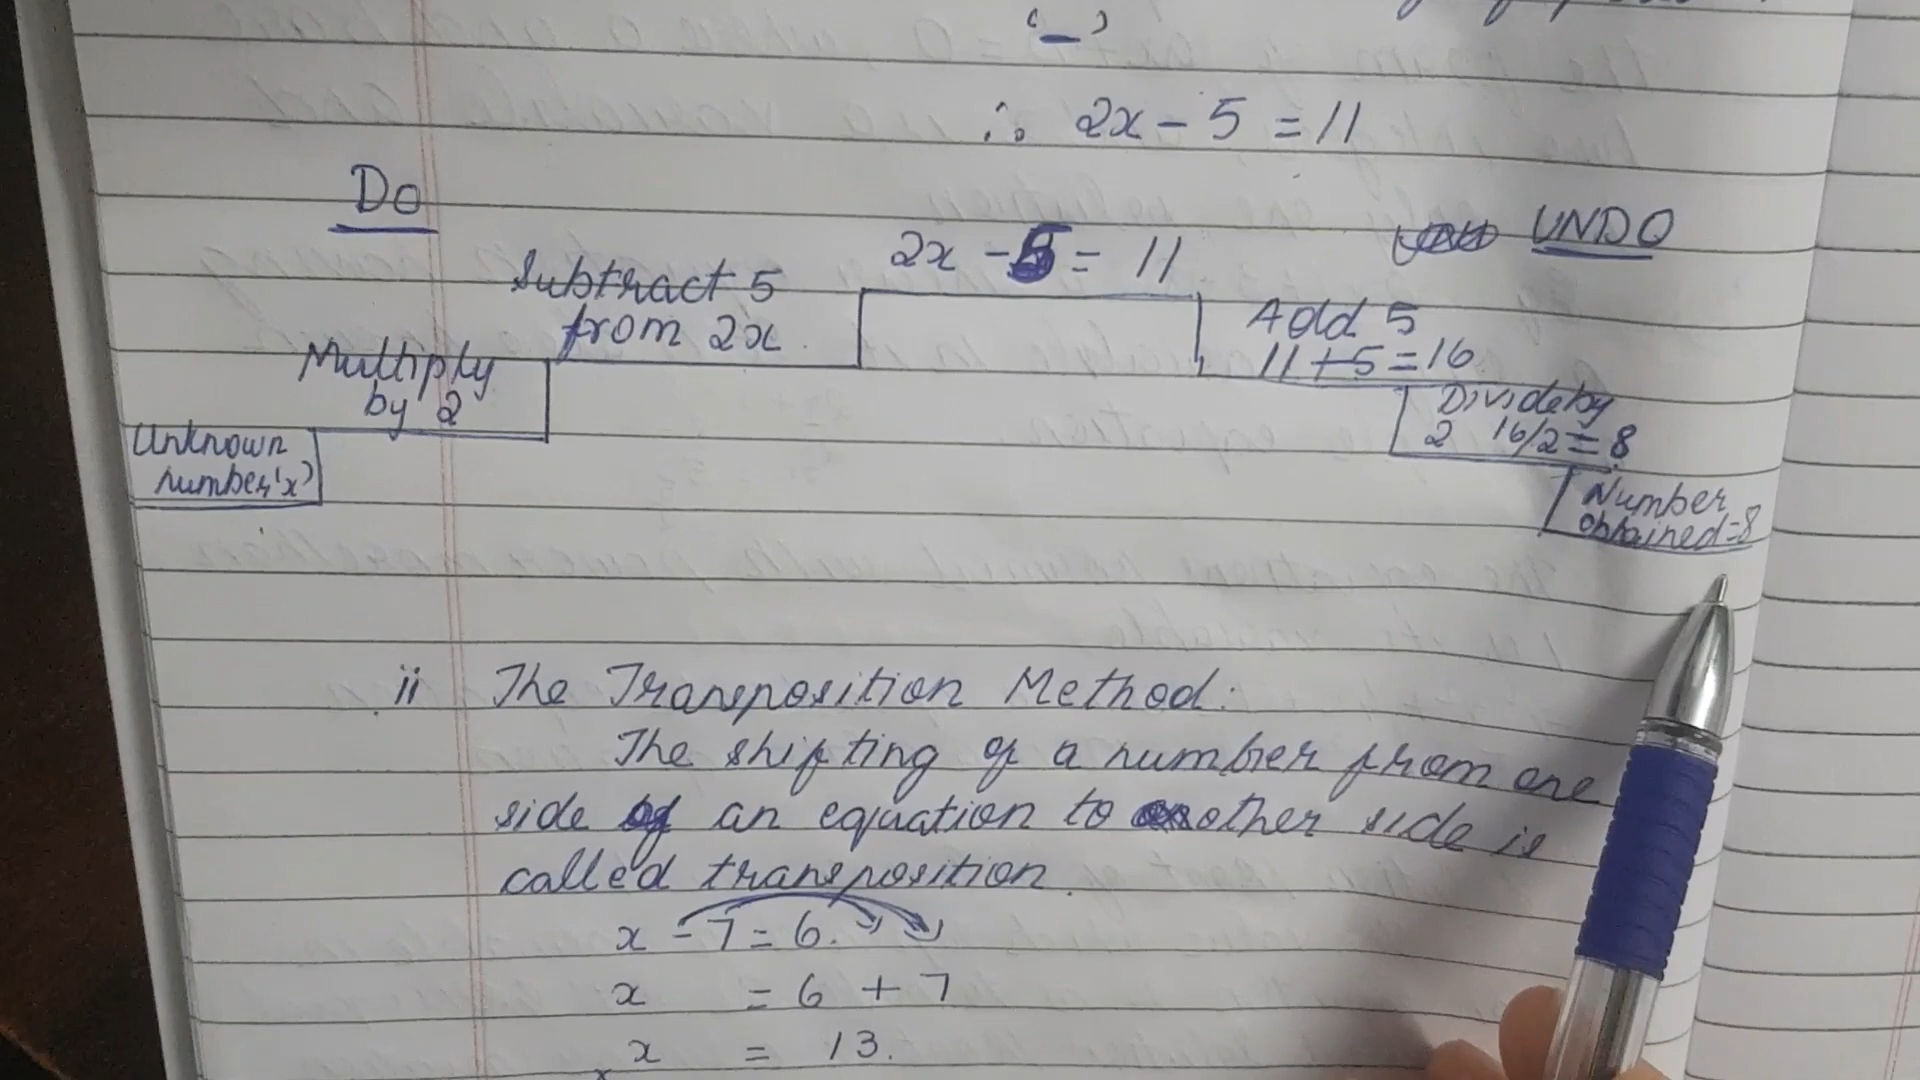 (—)
∴ 2x - 5 = 11
Do
UNDO
2x - 5 = 11
Subtract 5
from 2x.
Multiply
by 2
Unknown
number(x)
Add 5
11 + 5 = 16
Divide by
2 16/2 = 8
Number
obtained = 8
ii The Transposition Method:
The shifting of a number from one
side of an equation to other side is
called transposition.
x - 7 = 6.
x = 6 + 7
x = 13.